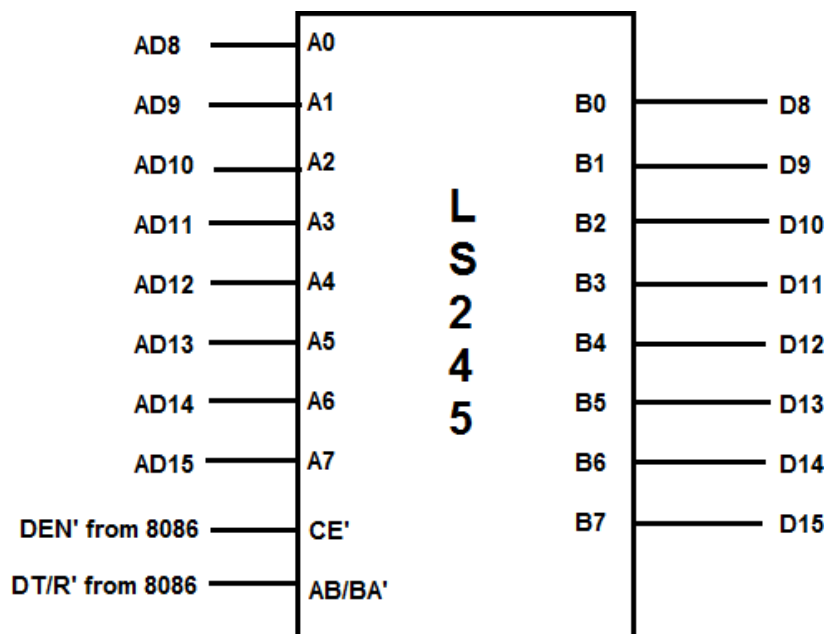 AD8 A0
AD9 A1 B0 D8
AD10 A2 B1 D9
AD11 A3 B2 D10
AD12 A4 B3 D11
AD13 A5 B4 D12
AD14 A6 B5 D13
AD15 A7 B6 D14
DEN' from 8086 CE' B7 D15
DT/R' from 8086 AB/BA'
L
S
2
4
5